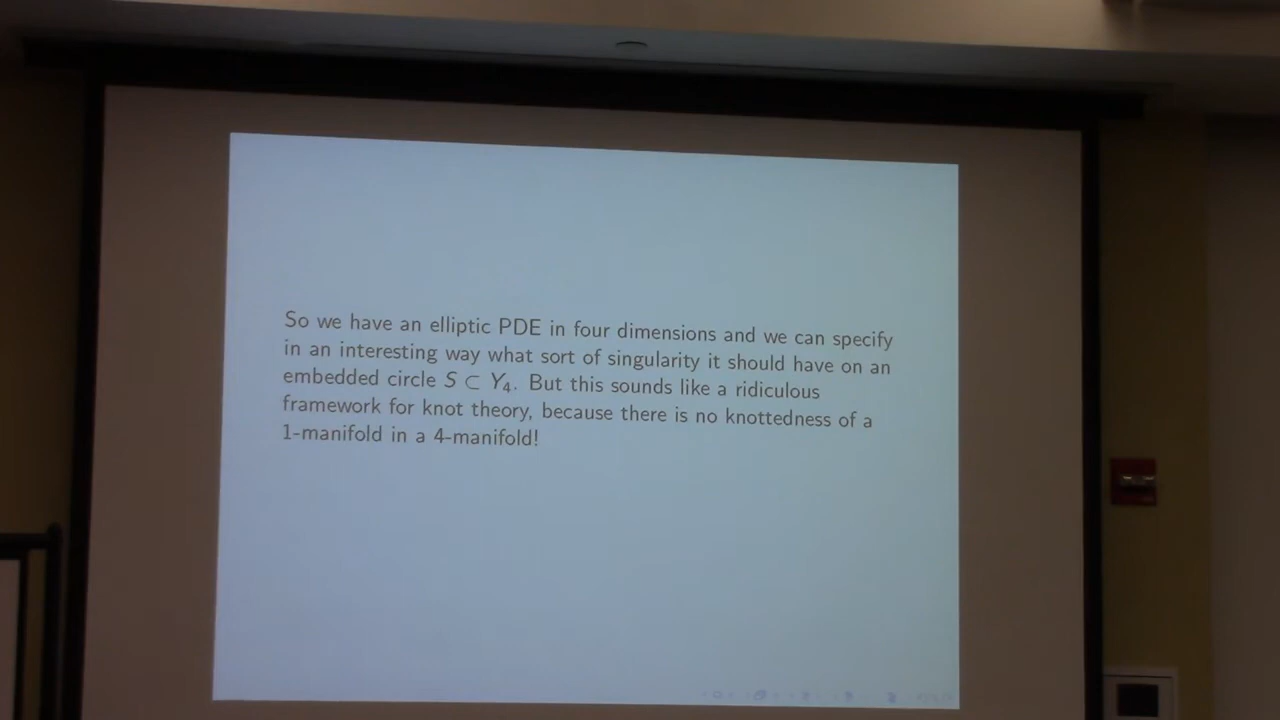 So we have an elliptic PDE in four dimensions and we can specify
in an interesting way what sort of singularity it should have on an
embedded circle S ⊂ Y₄. But this sounds like a ridiculous
framework for knot theory, because there is no knottedness of a
1-manifold in a 4-manifold!